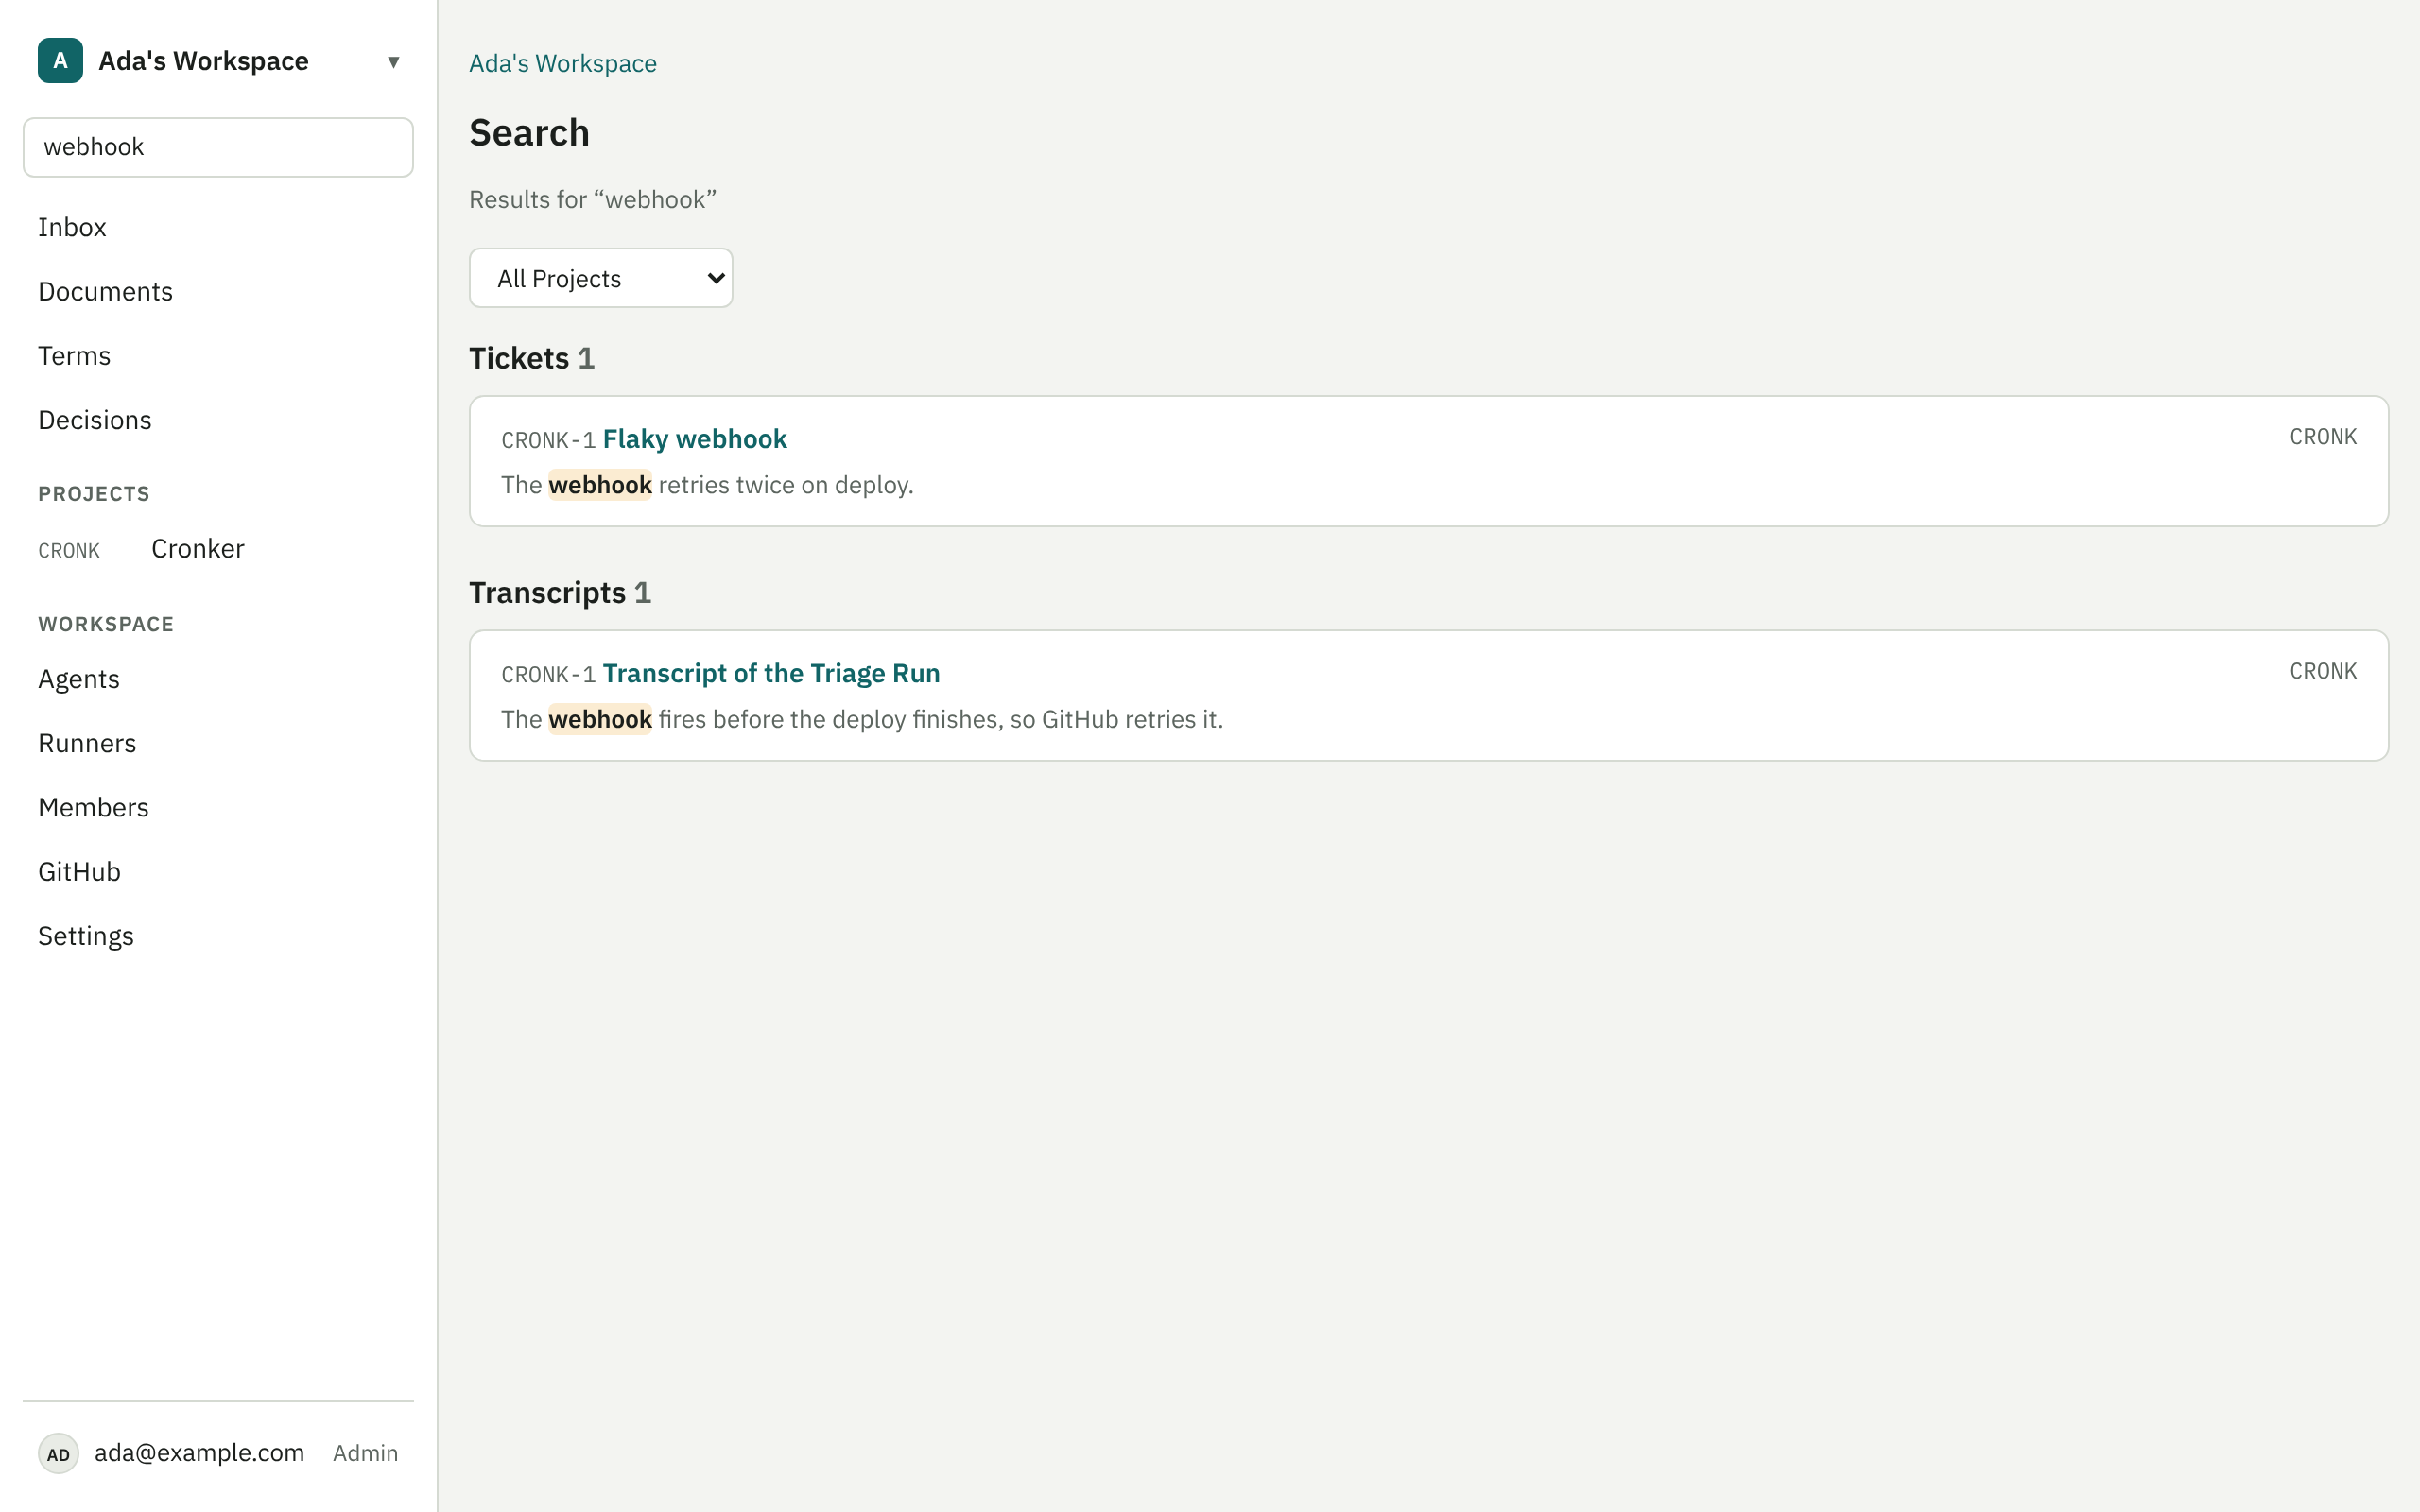 A Ada's Workspace ▼
webhook
Inbox
Documents
Terms
Decisions
PROJECTS
CRONK Cronker
WORKSPACE
Agents
Runners
Members
GitHub
Settings
AD ada@example.com Admin
Ada's Workspace
Search
Results for “webhook”
All Projects
Tickets 1
CRONK-1 Flaky webhook CRONK
The webhook retries twice on deploy.
Transcripts 1
CRONK-1 Transcript of the Triage Run CRONK
The webhook fires before the deploy finishes, so GitHub retries it.